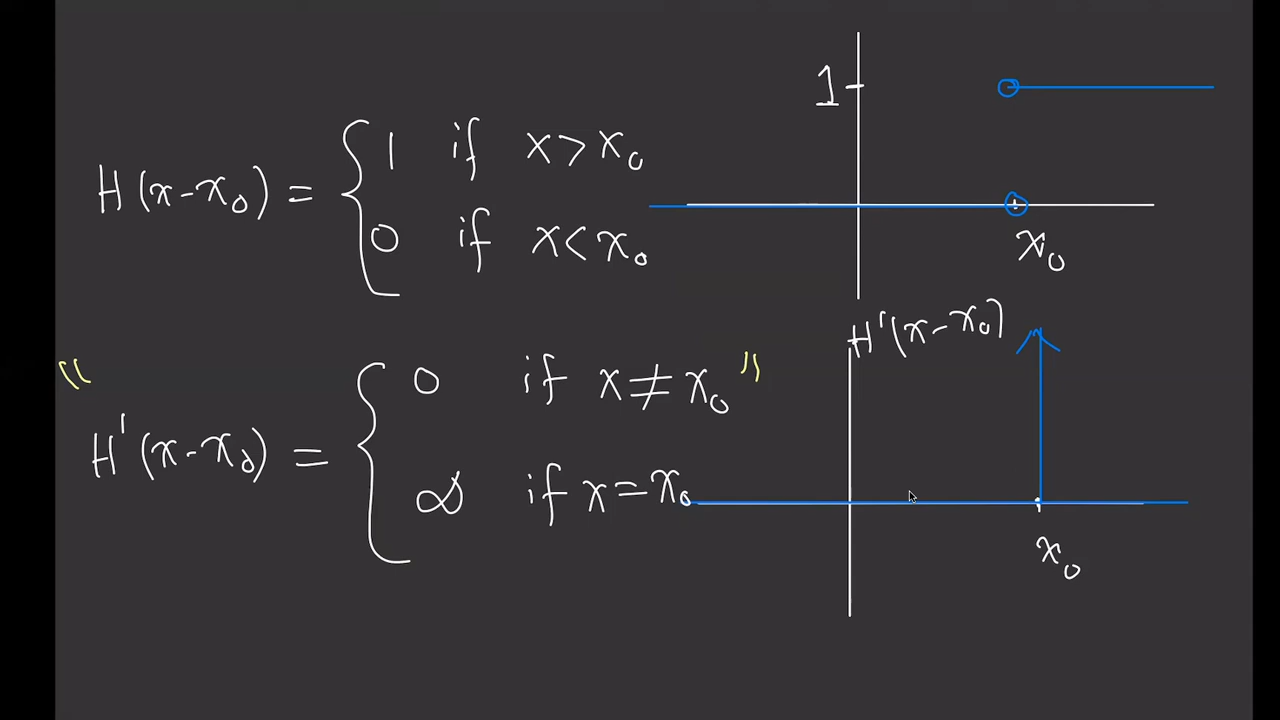 H(x-x₀) = { 1 if x>x₀
0 if x<x₀
1
x₀
"H'(x-x₀) = { 0 if x≠x₀"
∞ if x=x₀
H'(x-x₀)
x₀